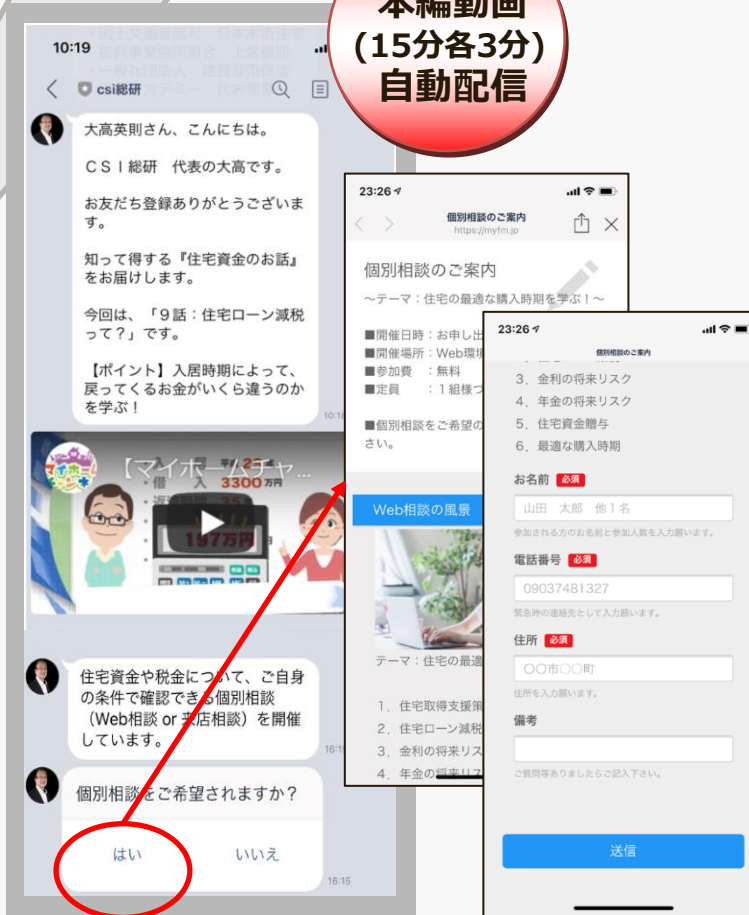 本編動画
(15分各3分)
自動配信
10:19
csi総研
大高英則さん、こんにちは。
ＣＳＩ総研　代表の大高です。
お友だち登録ありがとうございま
す。
知って得する『住宅資金のお話』
をお届けします。
今回は、「９話：住宅ローン減税
って？」です。
【ポイント】入居時期によって、
戻ってくるお金がいくら違うのか
を学ぶ！
10:18
【マイホームチャ...
・借　入　3300万円
197万円
住宅資金や税金について、ご自身
の条件で確認できる個別相談
（Web相談 or 来店相談）を開催
しています。
個別相談をご希望されますか？
はい
いいえ
16:15
23:26
個別相談のご案内
https://myfm.jp
個別相談のご案内
～テーマ：住宅の最適な購入時期を学ぶ！～
■開催日時：お申し出
■開催場所：Web環境
■参加費　：無料
■定員　　：１組様づ
■個別相談をご希望の
さい。
Web相談の風景
テーマ：住宅の最適
1．住宅取得支援策
2．住宅ローン減税
3．金利の将来リス
4．年金の将来リス
23:26
個別相談のご案内
3．金利の将来リスク
4．年金の将来リスク
5．住宅資金贈与
6．最適な購入時期
お名前 必須
山田　太郎　他１名
参加される方のお名前と参加人数を入力願います。
電話番号 必須
09037481327
緊急時の連絡先として入力願います。
住所 必須
〇〇市〇〇町
住所を入力願います。
備考
ご質問等ありましたらご記入下さい。
送信